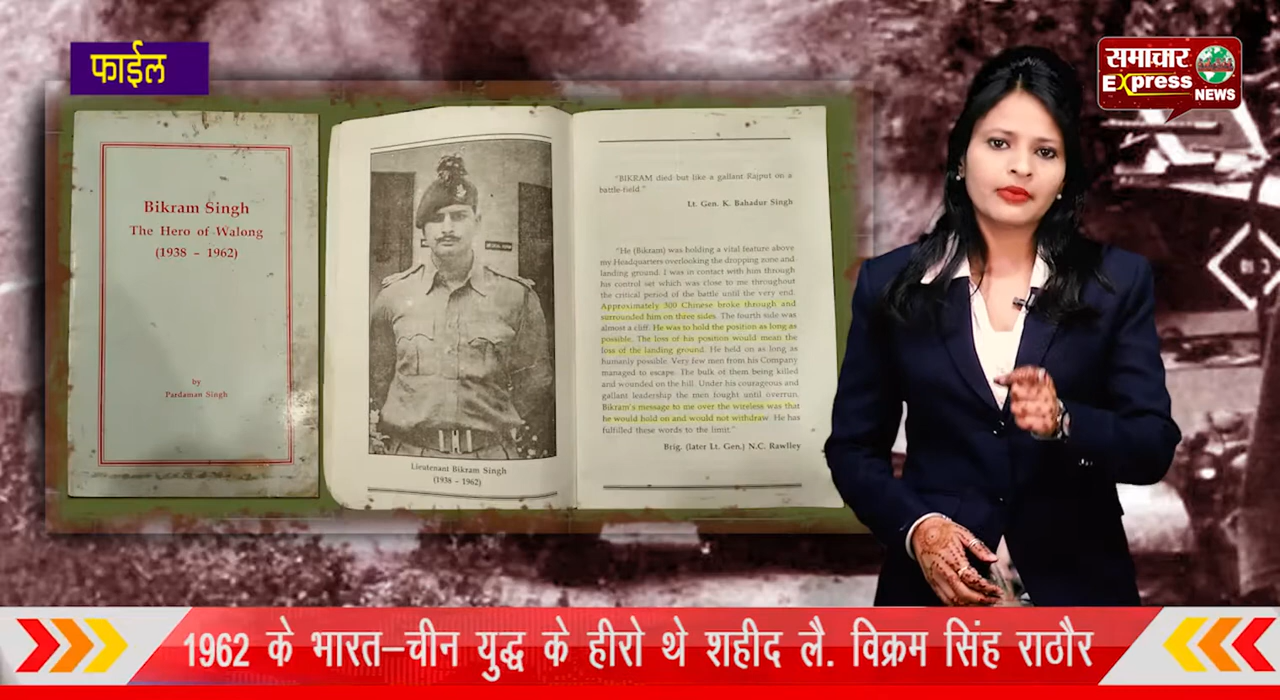 फाईल
समाचार
Express
NEWS
Bikram Singh
The Hero of Walong
(1938 - 1962)
by
Pardaman Singh
Lieutenant Bikram Singh
(1938 - 1962)
"BIKRAM died but like a gallant Rajput on a
battle-field."
Lt. Gen. K. Bahadur Singh
"He (Bikram) was holding a vital feature above
my Headquarters overlooking the dropping zone and
landing ground. I was in contact with him through
his control set which was close to me throughout
the critical period of the battle until the very end.
Approximately 300 Chinese broke through and
surrounded him on three sides. The fourth side was
almost a cliff. He was to hold the position as long as
possible. The loss of his position would mean the
loss of the landing ground. He held on as long as
humanly possible. Very few men from his Company
managed to escape. The bulk of them being killed
and wounded on the hill. Under his courageous and
gallant leadership the men fought until overrun.
Bikram's message to me over the wireless was that
he would hold on and would not withdraw. He has
fulfilled these words to the limit."
Brig. (later Lt. Gen.) N.C. Rawlley
1962 के भारत–चीन युद्ध के हीरो थे शहीद लै. विक्रम सिंह राठौर